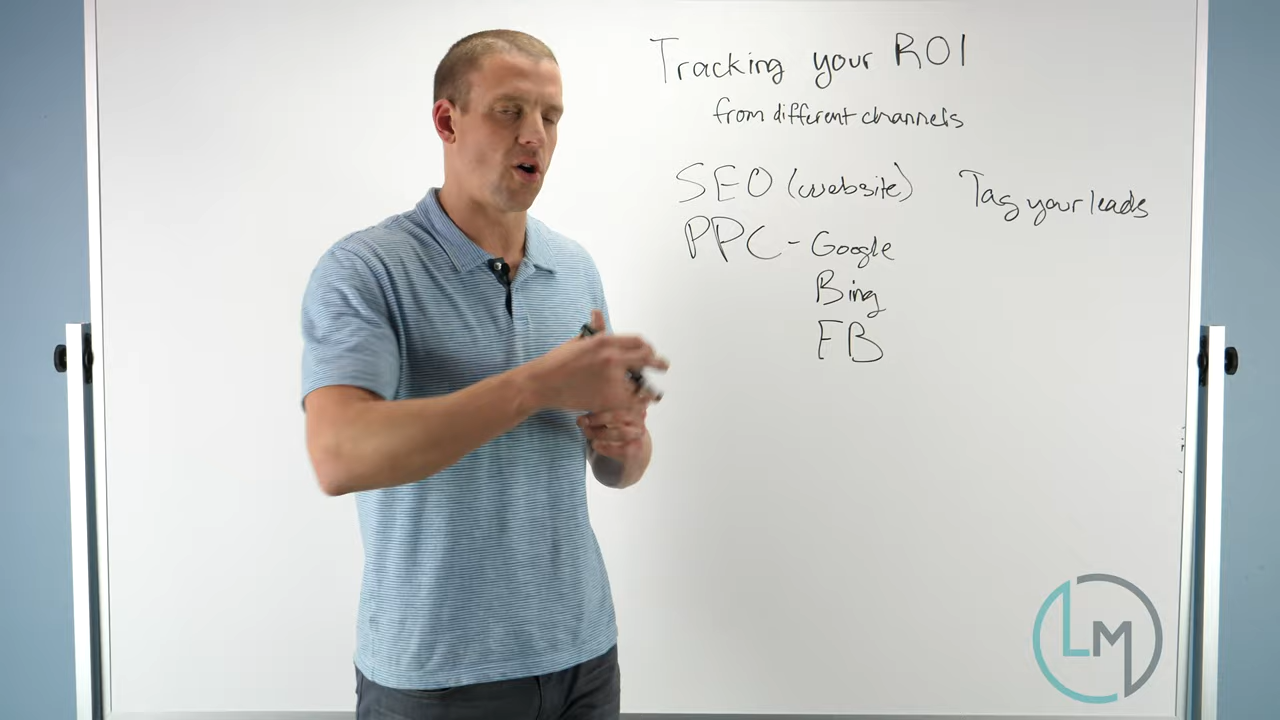 Tracking your ROI
from different channels
SEO (website) Tag your leads
PPC - Google
Bing
FB
LM